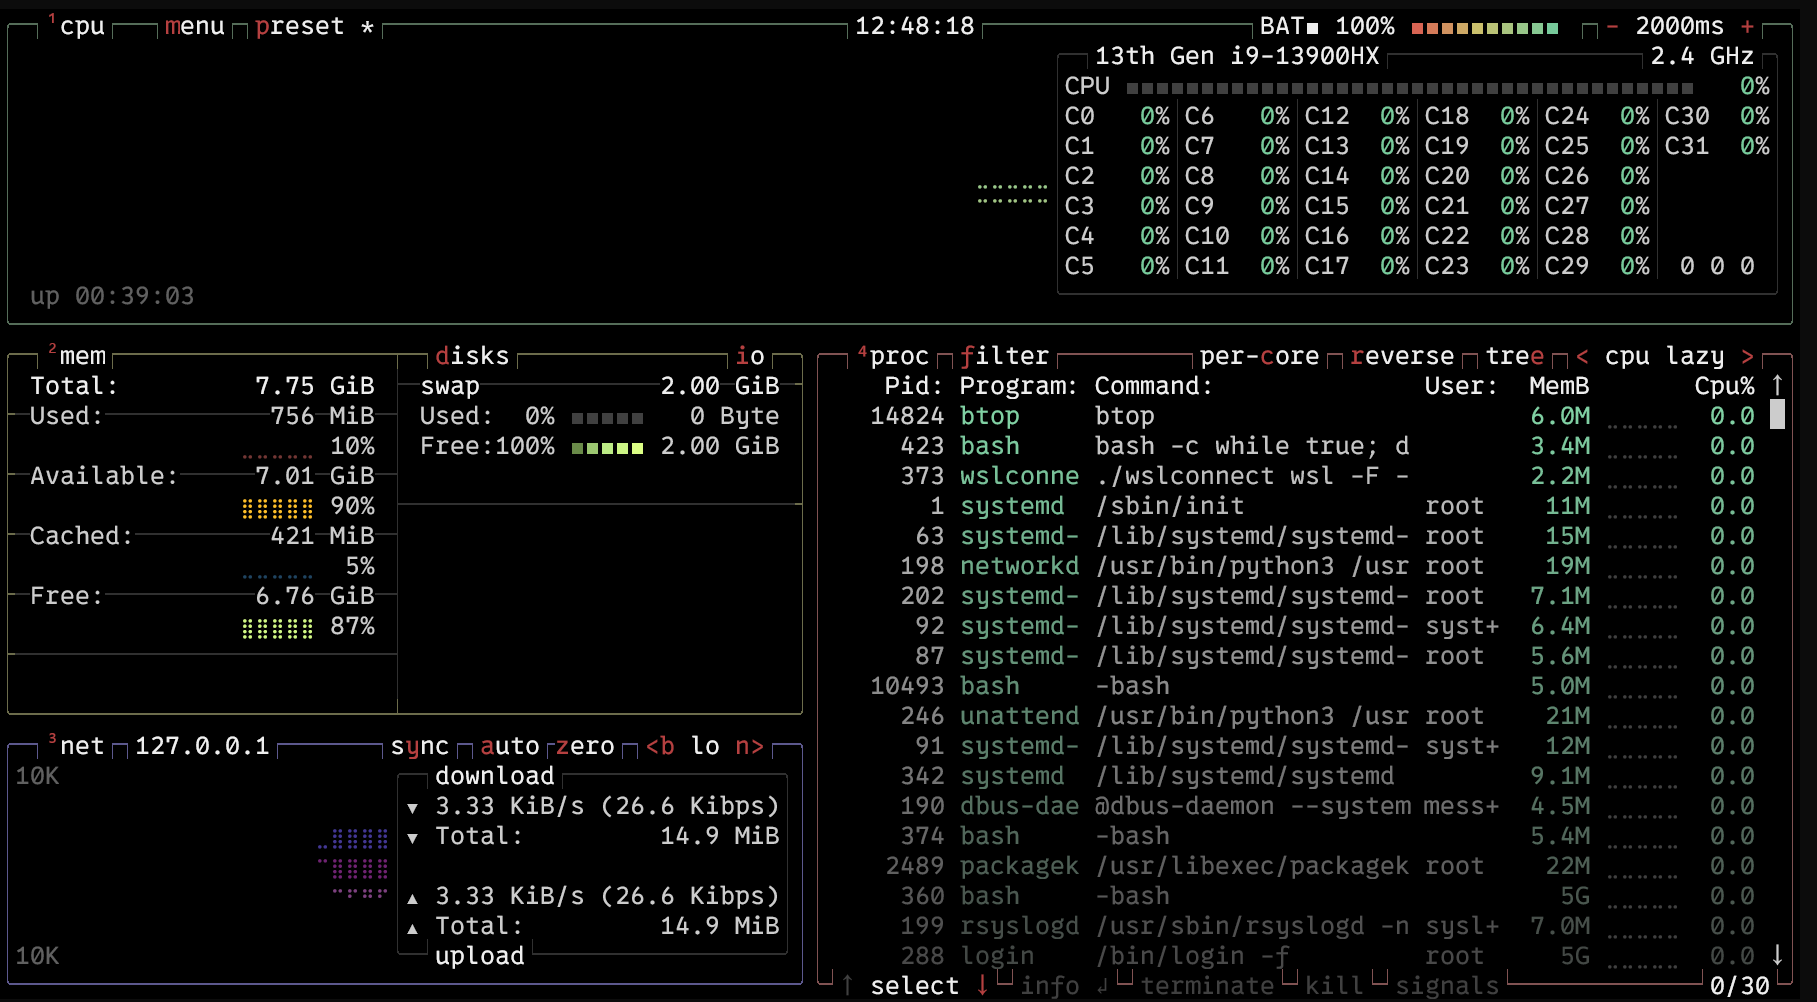 ¹cpu menu preset * 12:48:18 BAT■ 100% - 2000ms +
13th Gen i9-13900HX 2.4 GHz
CPU 0%
C0 0% C6 0% C12 0% C18 0% C24 0% C30 0%
C1 0% C7 0% C13 0% C19 0% C25 0% C31 0%
C2 0% C8 0% C14 0% C20 0% C26 0%
C3 0% C9 0% C15 0% C21 0% C27 0%
C4 0% C10 0% C16 0% C22 0% C28 0%
C5 0% C11 0% C17 0% C23 0% C29 0% 0 0 0
up 00:39:03
²mem
Total: 7.75 GiB
Used: 756 MiB
10%
Available: 7.01 GiB
90%
Cached: 421 MiB
5%
Free: 6.76 GiB
87%
disks io
swap 2.00 GiB
Used: 0% 0 Byte
Free:100% 2.00 GiB
³net 127.0.0.1 sync auto zero <b lo n>
10K
download
▼ 3.33 KiB/s (26.6 Kibps)
▼ Total: 14.9 MiB
▲ 3.33 KiB/s (26.6 Kibps)
▲ Total: 14.9 MiB
upload
10K
⁴proc filter per-core reverse tree < cpu lazy >
Pid: Program: Command: User: MemB Cpu% ↑
14824 btop btop 6.0M 0.0
423 bash bash -c while true; d 3.4M 0.0
373 wslconne ./wslconnect wsl -F - 2.2M 0.0
1 systemd /sbin/init root 11M 0.0
63 systemd- /lib/systemd/systemd- root 15M 0.0
198 networkd /usr/bin/python3 /usr root 19M 0.0
202 systemd- /lib/systemd/systemd- root 7.1M 0.0
92 systemd- /lib/systemd/systemd- syst+ 6.4M 0.0
87 systemd- /lib/systemd/systemd- root 5.6M 0.0
10493 bash -bash 5.0M 0.0
246 unattend /usr/bin/python3 /usr root 21M 0.0
91 systemd- /lib/systemd/systemd- syst+ 12M 0.0
342 systemd /lib/systemd/systemd 9.1M 0.0
190 dbus-dae @dbus-daemon --system mess+ 4.5M 0.0
374 bash -bash 5.4M 0.0
2489 packagek /usr/libexec/packagek root 22M 0.0
360 bash -bash 5G 0.0
199 rsyslogd /usr/sbin/rsyslogd -n sysl+ 7.0M 0.0
288 login /bin/login -f root 5G 0.0 ↓
↑ select ↓ info ↲ terminate kill signals 0/30